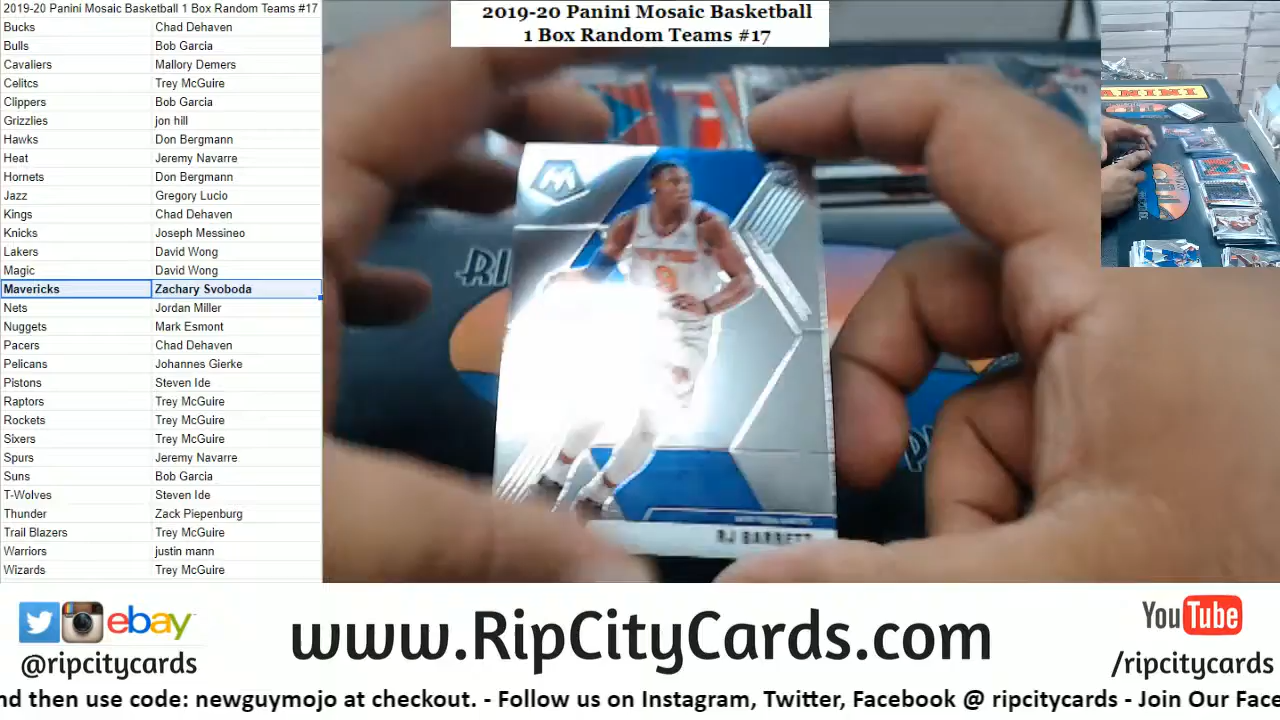 2019-20 Panini Mosaic Basketball 1 Box Random Teams #17
Bucks Chad Dehaven
Bulls Bob Garcia
Cavaliers Mallory Demers
Celitcs Trey McGuire
Clippers Bob Garcia
Grizzlies jon hill
Hawks Don Bergmann
Heat Jeremy Navarre
Hornets Don Bergmann
Jazz Gregory Lucio
Kings Chad Dehaven
Knicks Joseph Messineo
Lakers David Wong
Magic David Wong
Mavericks Zachary Svoboda
Nets Jordan Miller
Nuggets Mark Esmont
Pacers Chad Dehaven
Pelicans Johannes Gierke
Pistons Steven Ide
Raptors Trey McGuire
Rockets Trey McGuire
Sixers Trey McGuire
Spurs Jeremy Navarre
Suns Bob Garcia
T-Wolves Steven Ide
Thunder Zack Piepenburg
Trail Blazers Trey McGuire
Warriors justin mann
Wizards Trey McGuire
2019-20 Panini Mosaic Basketball
1 Box Random Teams #17
RJ BARRETT
PANINI
ebay
@ripcitycards
www.RipCityCards.com
YouTube
/ripcitycards
nd then use code: newguymojo at checkout. - Follow us on Instagram, Twitter, Facebook @ ripcitycards - Join Our Face